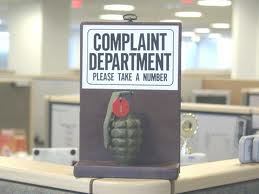 COMPLAINT
DEPARTMENT
PLEASE TAKE A NUMBER